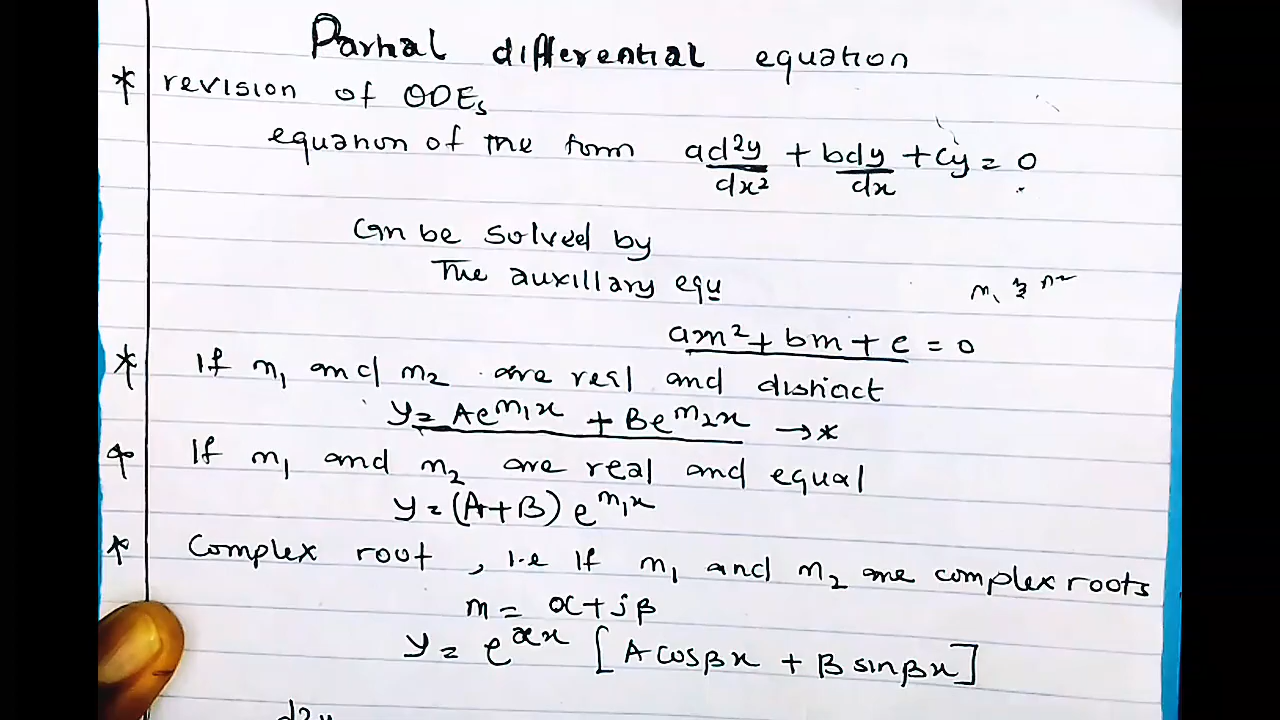 Partial differential equation
* revision of ODEs
equation of the form ad²y/dx² + bdy/dx + cy = 0
can be solved by
The auxillary equ
m₁ & m₂
am² + bm + c = 0
* If m₁ and m₂ are real and distinct
y = Ae^m₁x + Be^m₂x → *
* If m₁ and m₂ are real and equal
y = (A+B) e^m₁x
* Complex root, i.e If m₁ and m₂ are complex roots
m = α + jβ
y = e^αx [A cosβx + B sinβx]
d²y